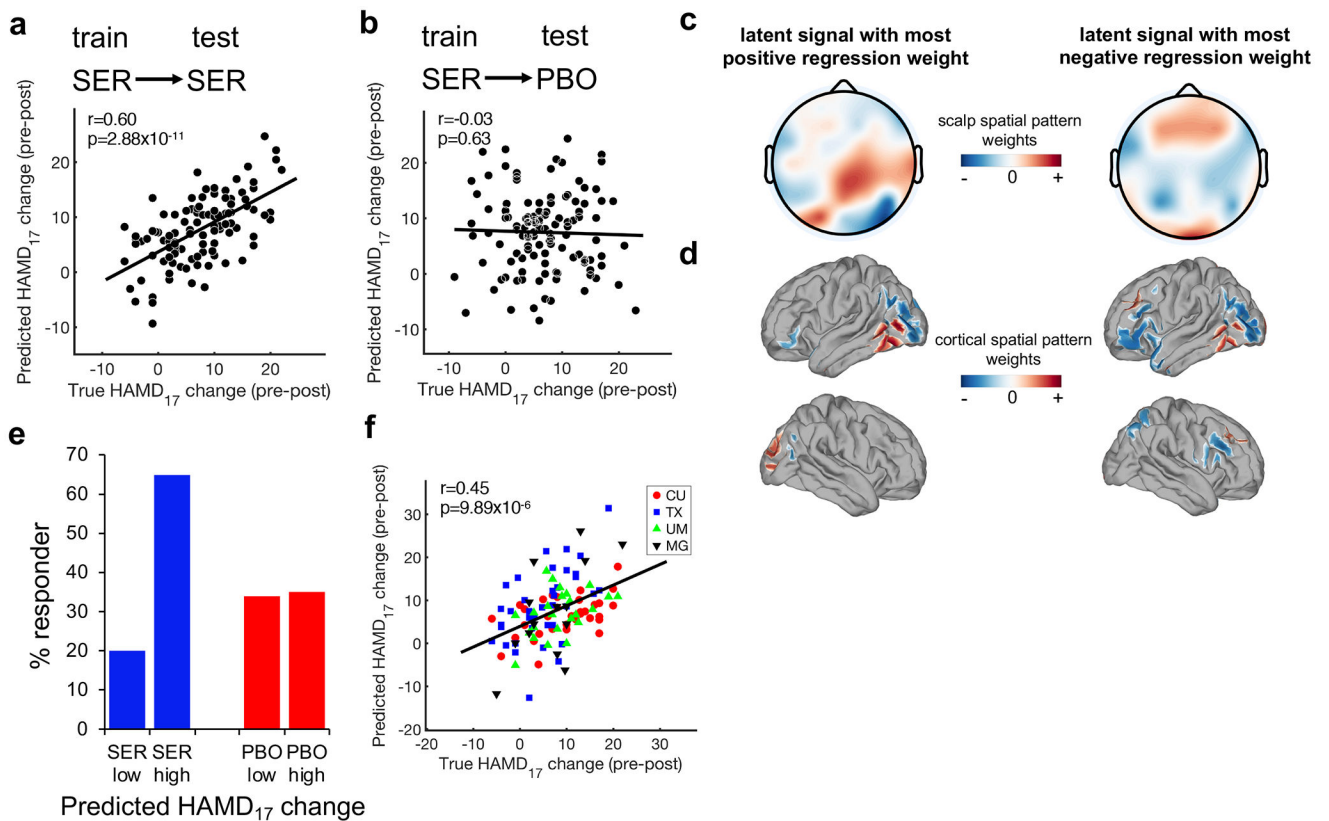 a
train test
SER → SER
r=0.60
p=2.88x10-11
20
10
0
-10
-10 0 10 20 30
Predicted HAMD17 change (pre-post)
True HAMD17 change (pre-post)
b
train test
SER → PBO
r=-0.03
p=0.63
20
10
0
-10
-10 0 10 20 30
Predicted HAMD17 change (pre-post)
True HAMD17 change (pre-post)
c
latent signal with most
positive regression weight
scalp spatial pattern
weights
- 0 +
latent signal with most
negative regression weight
d
cortical spatial pattern
weights
- 0 +
e
70
60
50
40
30
20
10
0
% responder
SER SER PBO PBO
low high low high
Predicted HAMD17 change
f
r=0.45
p=9.89x10-6
CU
TX
UM
MG
30
20
10
0
-10
-20
-20 -10 0 10 20 30
Predicted HAMD17 change (pre-post)
True HAMD17 change (pre-post)